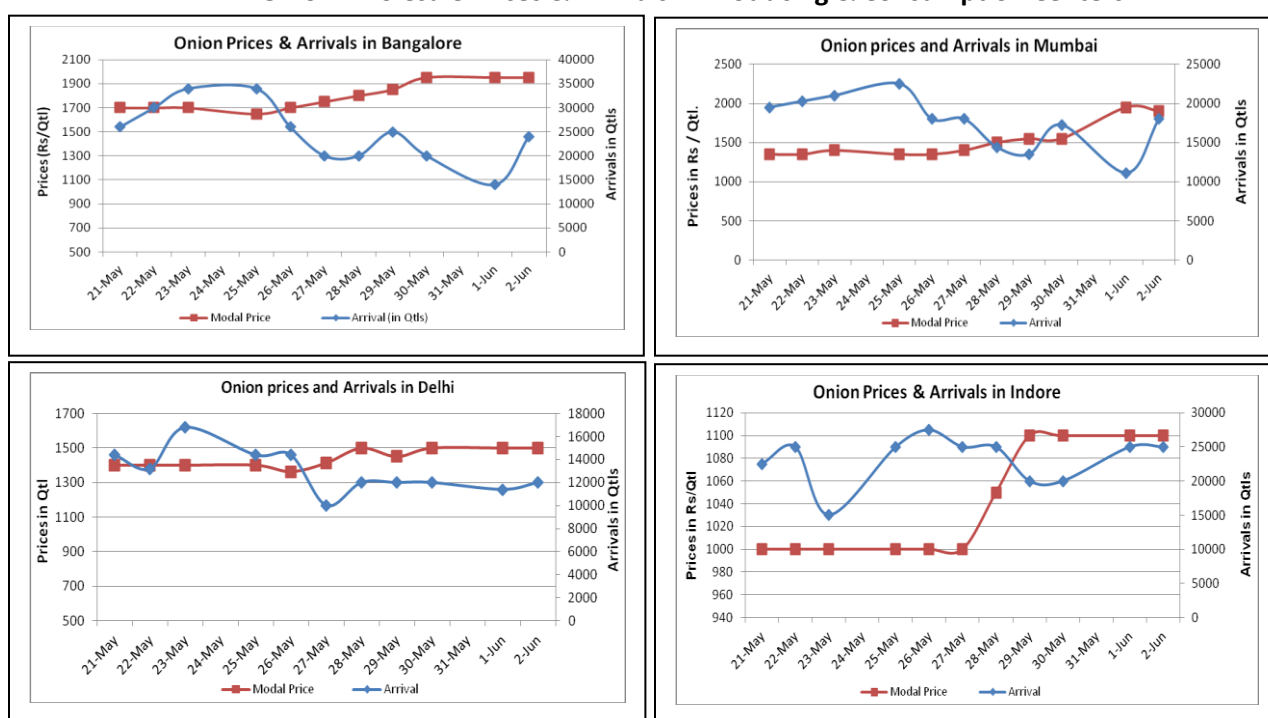 Onion Prices & Arrivals in Bangalore
Prices (Rs/Qtl)
2100
1900
1700
1500
1300
1100
900
700
500
40000
35000
30000
25000
20000
15000
10000
5000
0
Arrivals in Qtls
21-May
22-May
23-May
24-May
25-May
26-May
27-May
28-May
29-May
30-May
31-May
1-Jun
2-Jun
Modal Price
Arrival (in Qtls)
Onion prices and Arrivals in Mumbai
Prices in Rs / Qtl.
2500
2000
1500
1000
500
0
25000
20000
15000
10000
5000
0
Arrivals in Qtls
21-May
22-May
23-May
24-May
25-May
26-May
27-May
28-May
29-May
30-May
31-May
1-Jun
2-Jun
Modal Price
Arrival
Onion prices and Arrivals in Delhi
Prices in Qtl
1700
1500
1300
1100
900
700
500
18000
16000
14000
12000
10000
8000
6000
4000
2000
0
Arrivals in Qtls
21-May
22-May
23-May
24-May
25-May
26-May
27-May
28-May
29-May
30-May
31-May
1-Jun
2-Jun
Modal Price
Arrival
Onion Prices & Arrivals in Indore
Prices in Rs/Qtl
1120
1100
1080
1060
1040
1020
1000
980
960
940
30000
25000
20000
15000
10000
5000
0
Arrivals in Qtls
21-May
22-May
23-May
24-May
25-May
26-May
27-May
28-May
29-May
30-May
31-May
1-Jun
2-Jun
Modal Price
Arrival